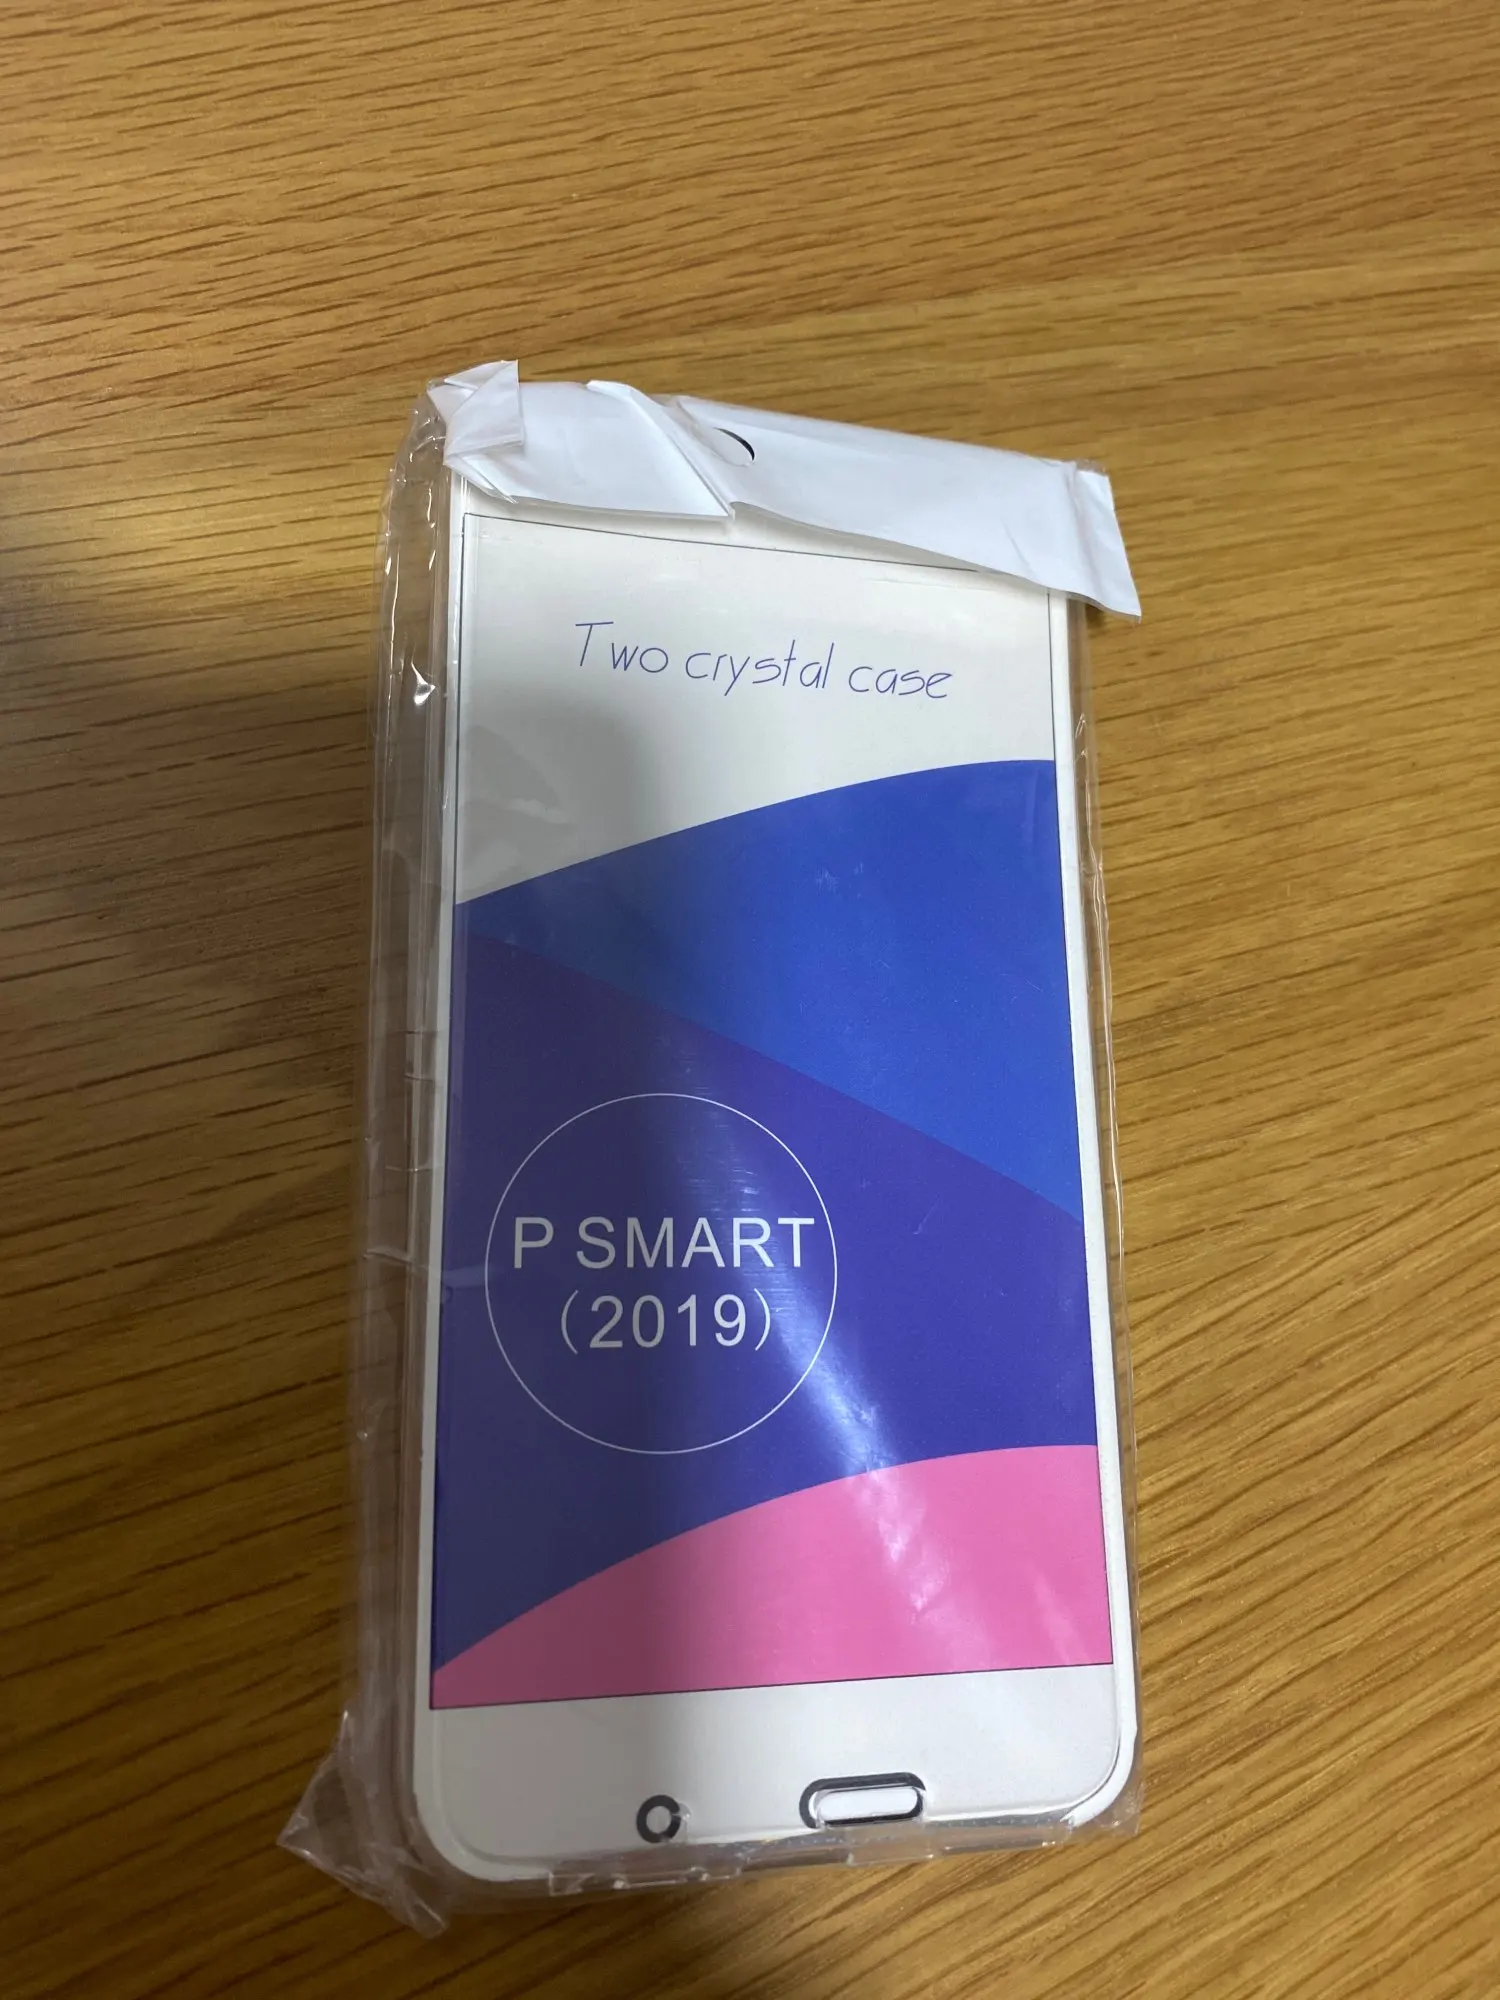 Two crystal case
P SMART
(2019)